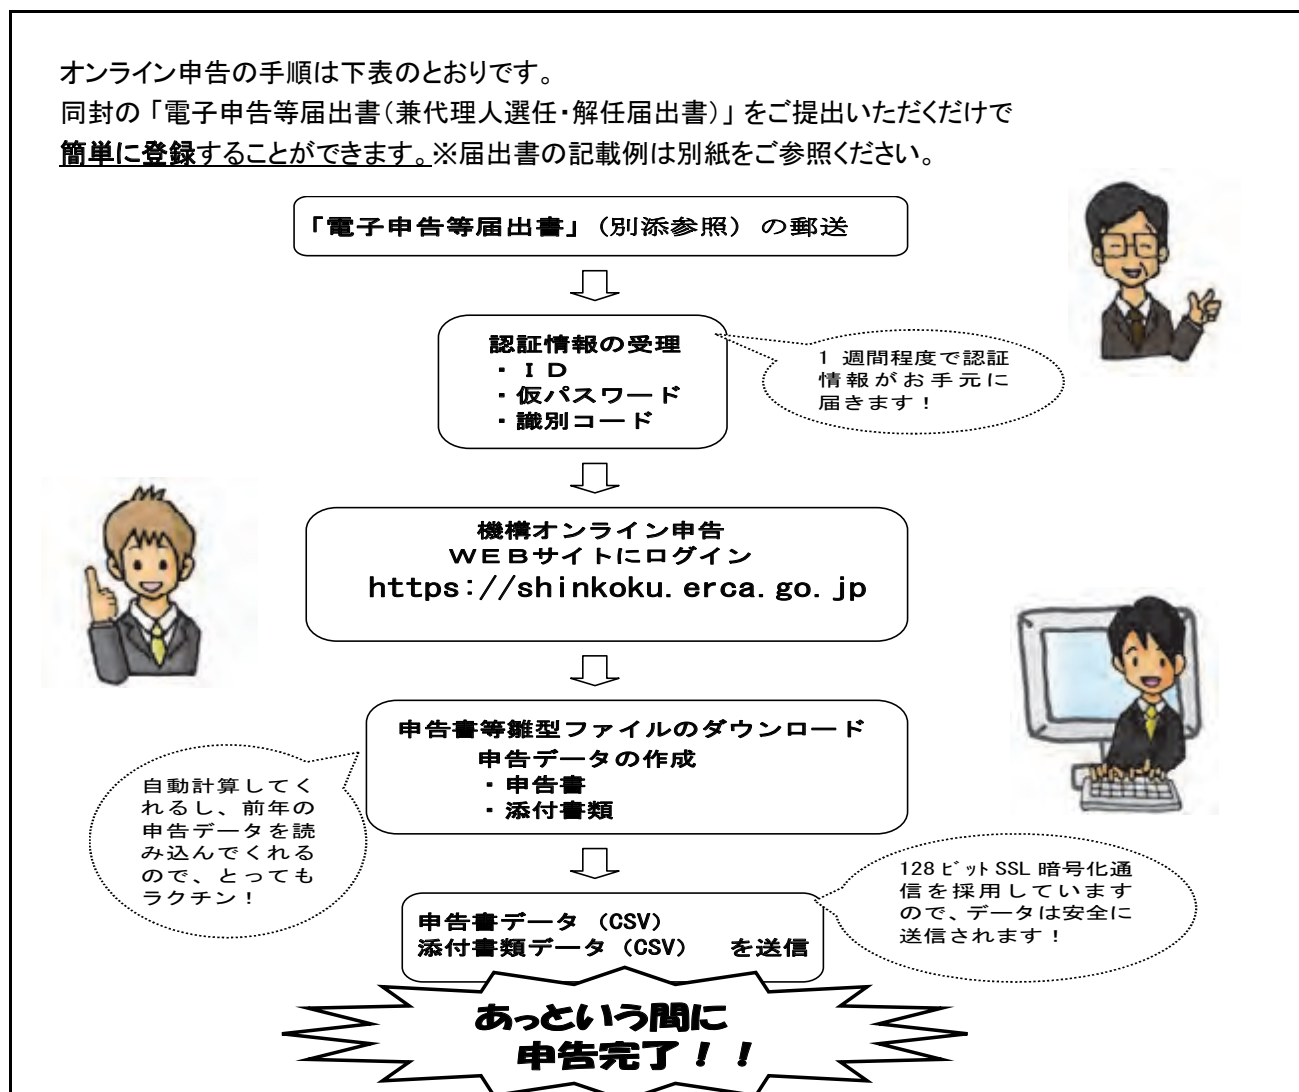 オンライン申告の手順は下表のとおりです。
同封の「電子申告等届出書（兼代理人選任・解任届出書）」をご提出いただくだけで
簡単に登録することができます。※届出書の記載例は別紙をご参照ください。
「電子申告等届出書」（別添参照）の郵送
認証情報の受理
・ＩＤ
・仮パスワード
・識別コード
1 週間程度で認証
情報がお手元に
届きます！
機構オンライン申告
ＷＥＢサイトにログイン
https://shinkoku.erca.go.jp
申告書等雛型ファイルのダウンロード
申告データの作成
・申告書
・添付書類
自動計算してく
れるし、前年の
申告データを読
み込んでくれる
ので、とっても
ラクチン！
128 ﾋﾞｯﾄ SSL 暗号化通
信を採用しています
ので、データは安全に
送信されます！
申告書データ（CSV）
添付書類データ（CSV）　を送信
あっという間に
申告完了！！